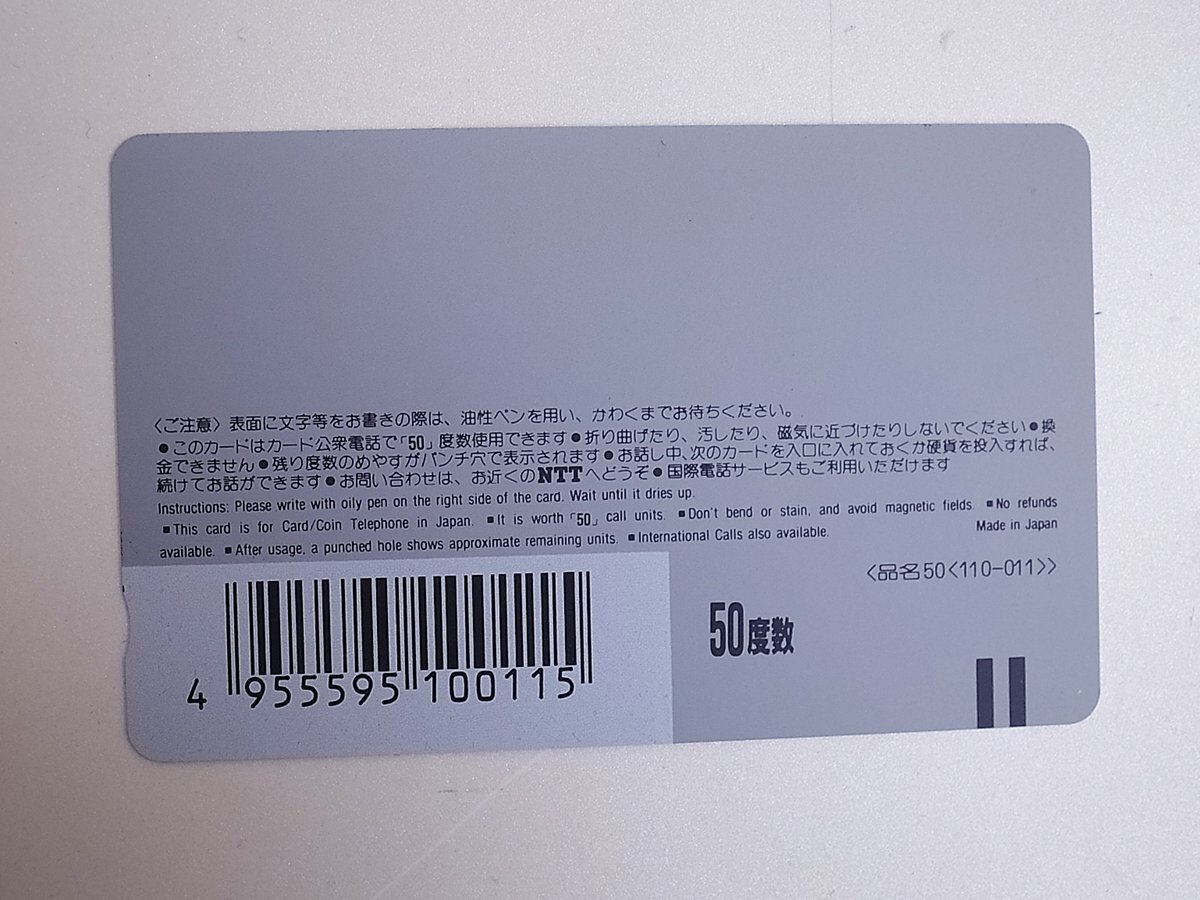 〈ご注意〉表面に文字等をお書きの際は、油性ペンを用い、かわくまでお待ちください。
●このカードはカード公衆電話で「50」度数使用できます●折り曲げたり、汚したり、磁気に近づけたりしないでください●換
金できません●残り度数のめやすがパンチ穴で表示されます●お話し中、次のカードを入口に入れておくか硬貨を投入すれば、
続けてお話ができます●お問い合わせは、お近くのNTTへどうぞ●国際電話サービスもご利用いただけます
Instructions: Please write with oily pen on the right side of the card. Wait until it dries up.
■This card is for Card/Coin Telephone in Japan. ■It is worth「50」call units. ■Don't bend or stain, and avoid magnetic fields. ■No refunds
available. ■After usage, a punched hole shows approximate remaining units. ■International Calls also available.
Made in Japan
〈品名50〈110-011〉〉
50度数
4 955595 100115